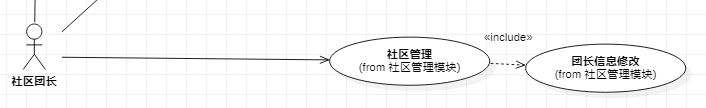 «include»
社区管理
(from 社区管理模块)
团长信息修改
(from 社区管理模块)
社区团长